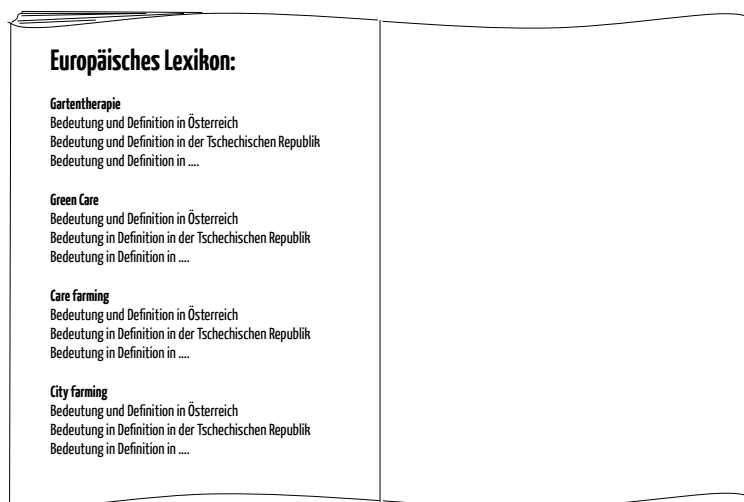 Europäisches Lexikon:
Gartentherapie
Bedeutung und Definition in Österreich
Bedeutung und Definition in der Tschechischen Republik
Bedeutung und Definition in ....
Green Care
Bedeutung und Definition in Österreich
Bedeutung in Definition in der Tschechischen Republik
Bedeutung in Definition in ....
Care farming
Bedeutung und Definition in Österreich
Bedeutung in Definition in der Tschechischen Republik
Bedeutung in Definition in ....
City farming
Bedeutung und Definition in Österreich
Bedeutung in Definition in der Tschechischen Republik
Bedeutung in Definition in ....